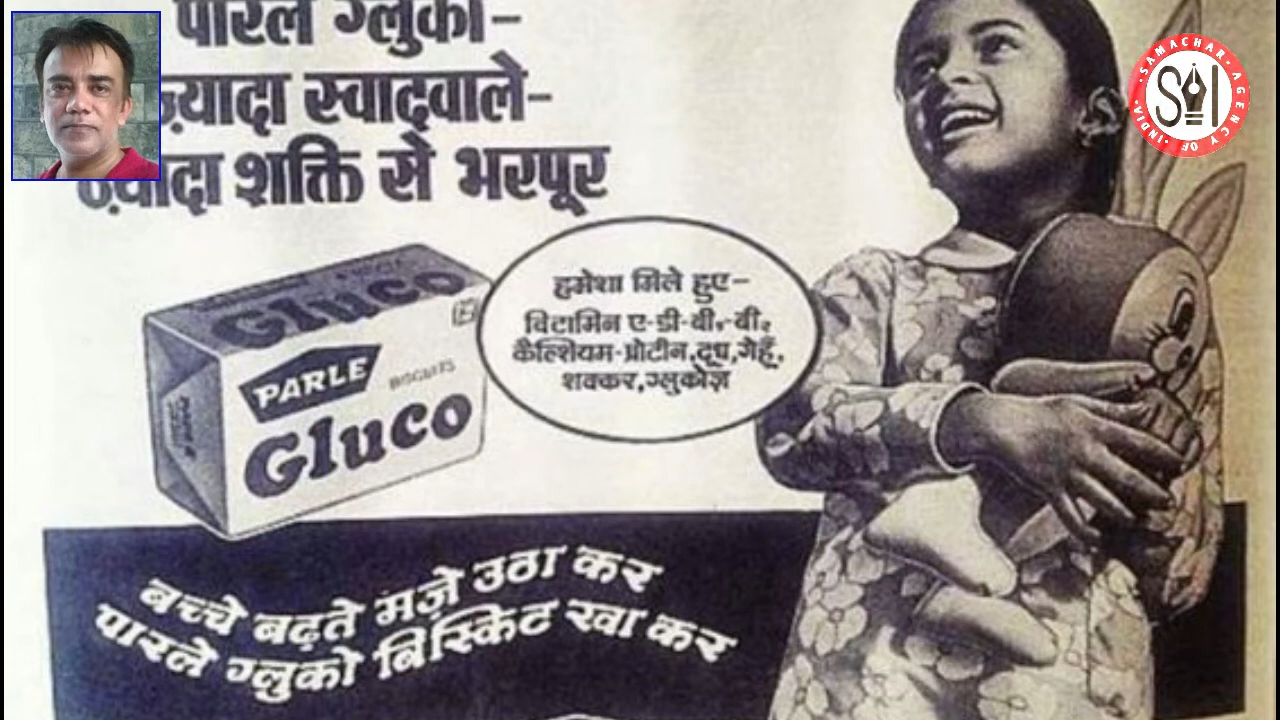 पारले ग्लुको–
ज़्यादा स्वादवाले–
ज़्यादा शक्ति से भरपूर
SAMACHAR AGENCY OF INDIA
SI
Gluco
PARLE
BISCUITS
Gluco
हमेशा मिले हुए–
विटामिन ए-डी-बी₁-बी₂
कैल्शियम-प्रोटीन,दूध,गेहूँ,
शक्कर,ग्लुकोज़
बच्चे बढ़ते मज़े उठा कर
पारले ग्लुको बिस्किट खा कर